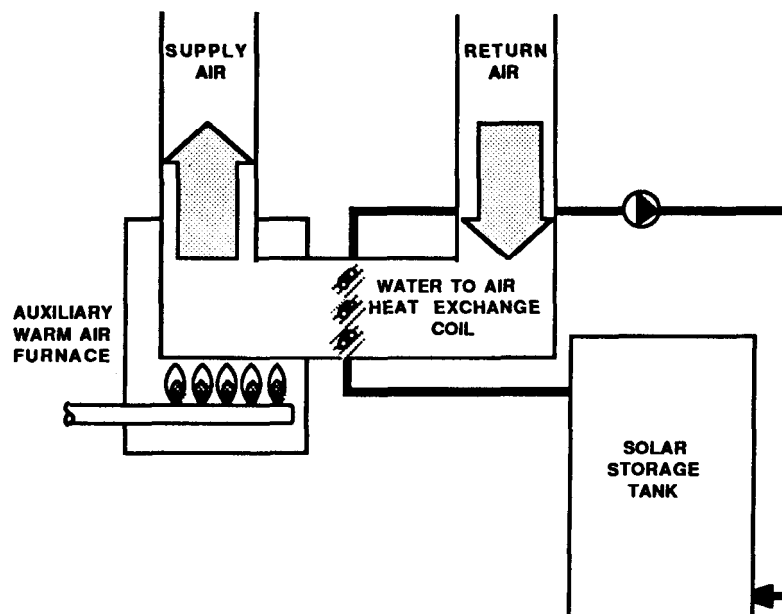 SUPPLY
AIR
RETURN
AIR
WATER TO AIR
HEAT EXCHANGE
COIL
AUXILIARY
WARM AIR
FURNACE
SOLAR
STORAGE
TANK